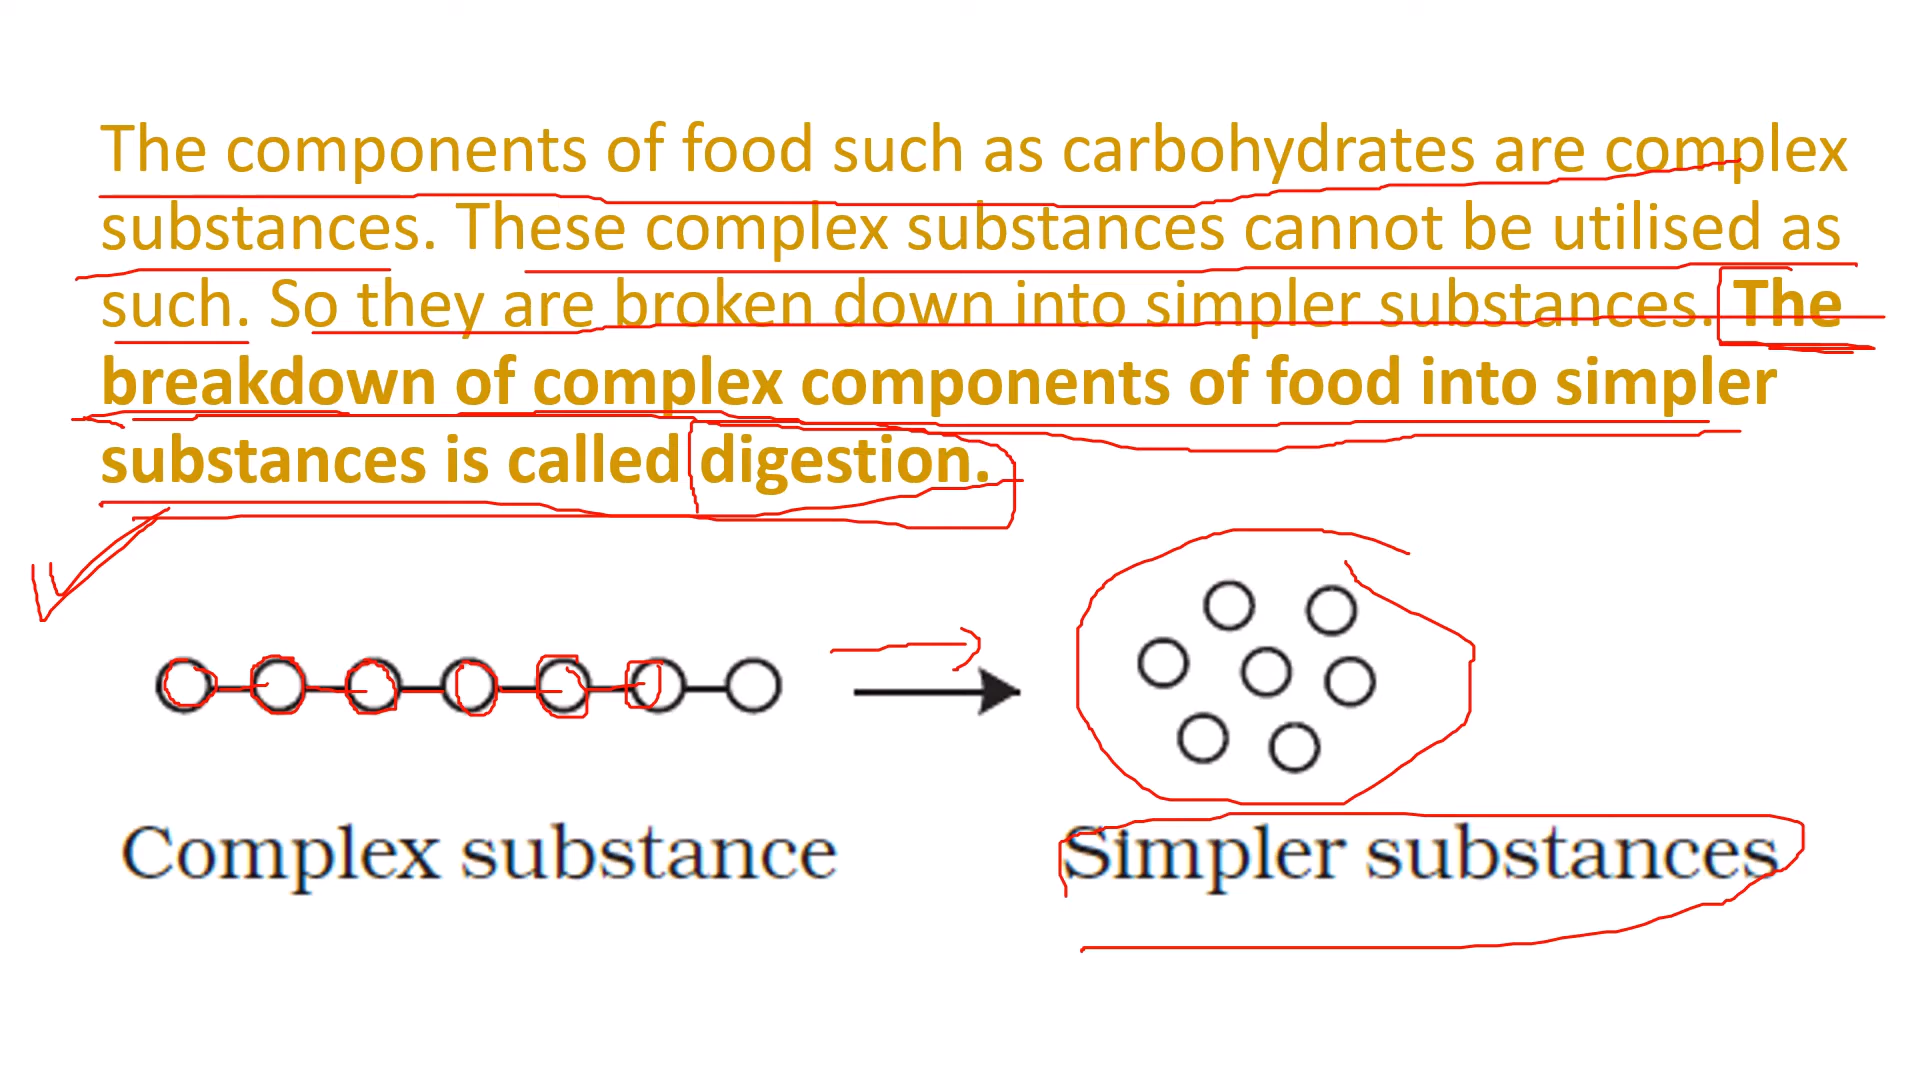 The components of food such as carbohydrates are complex
substances. These complex substances cannot be utilised as
such. So they are broken down into simpler substances. The
breakdown of complex components of food into simpler
substances is called digestion.
Complex substance
Simpler substances